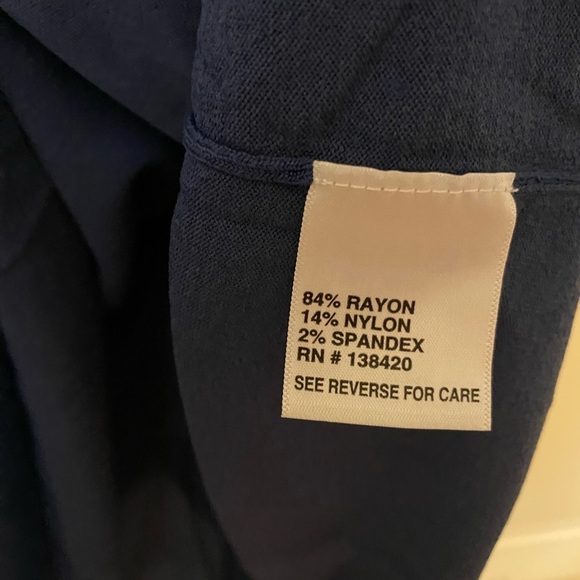 84% RAYON
14% NYLON
2% SPANDEX
RN # 138420
SEE REVERSE FOR CARE